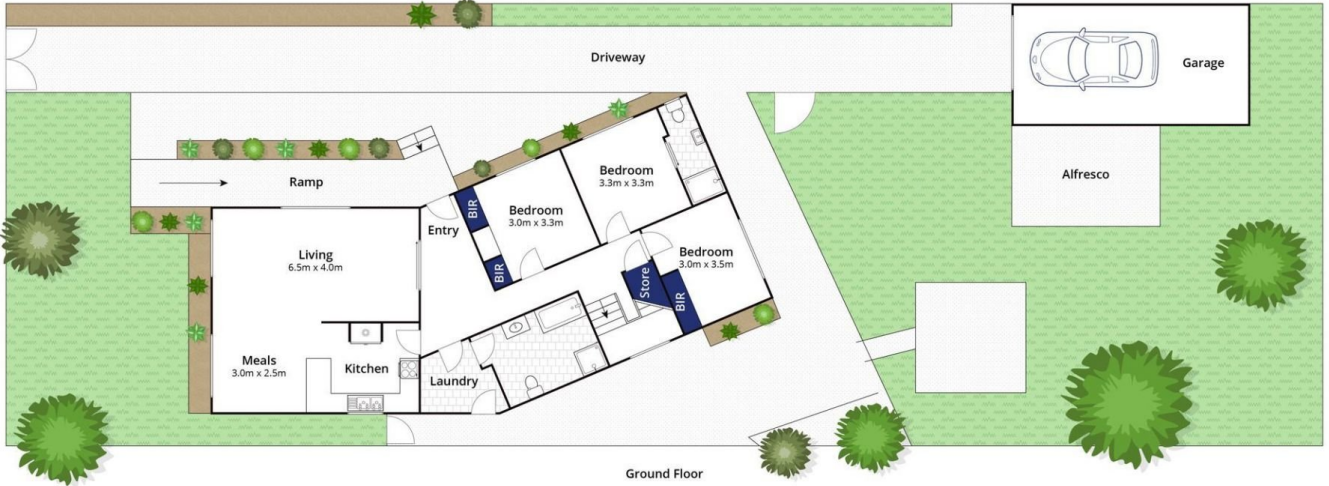 Driveway
Garage
Alfresco
Ramp
Entry
BIR
BIR
Bedroom
3.0m x 3.3m
Bedroom
3.3m x 3.3m
Bedroom
3.0m x 3.5m
Store
BIR
Living
6.5m x 4.0m
Meals
3.0m x 2.5m
Kitchen
Laundry
Ground Floor